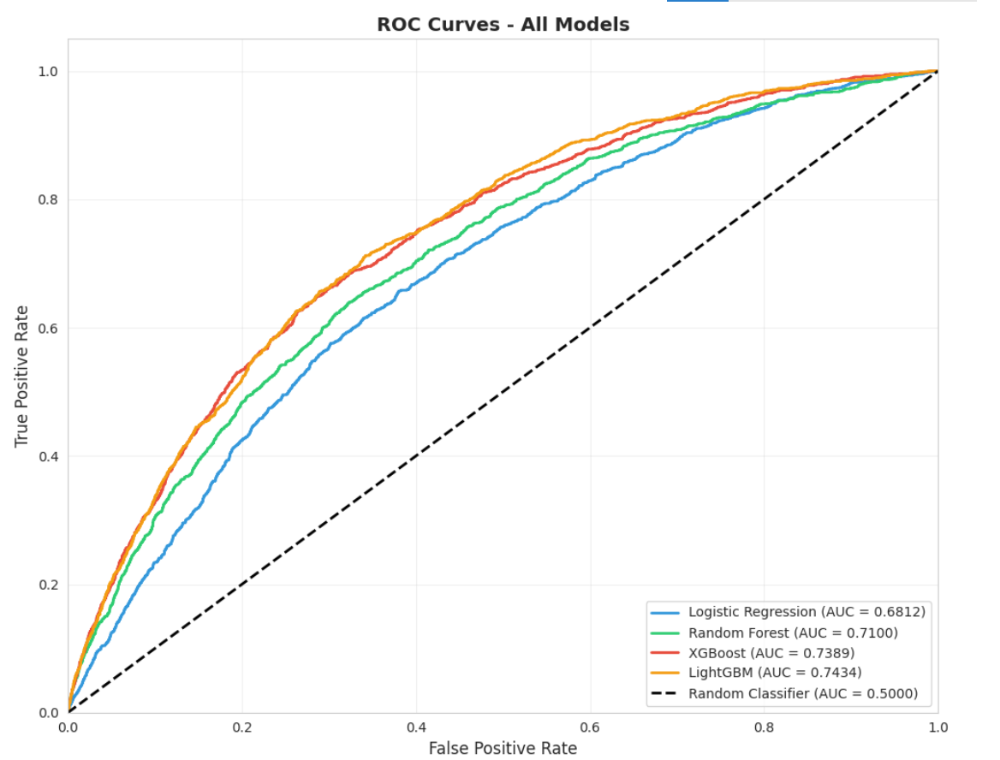 ROC Curves - All Models
1.0
0.8
0.6
0.4
0.2
0.0
True Positive Rate
Logistic Regression (AUC = 0.6812)
Random Forest (AUC = 0.7100)
XGBoost (AUC = 0.7389)
LightGBM (AUC = 0.7434)
Random Classifier (AUC = 0.5000)
0.0 0.2 0.4 0.6 0.8 1.0
False Positive Rate